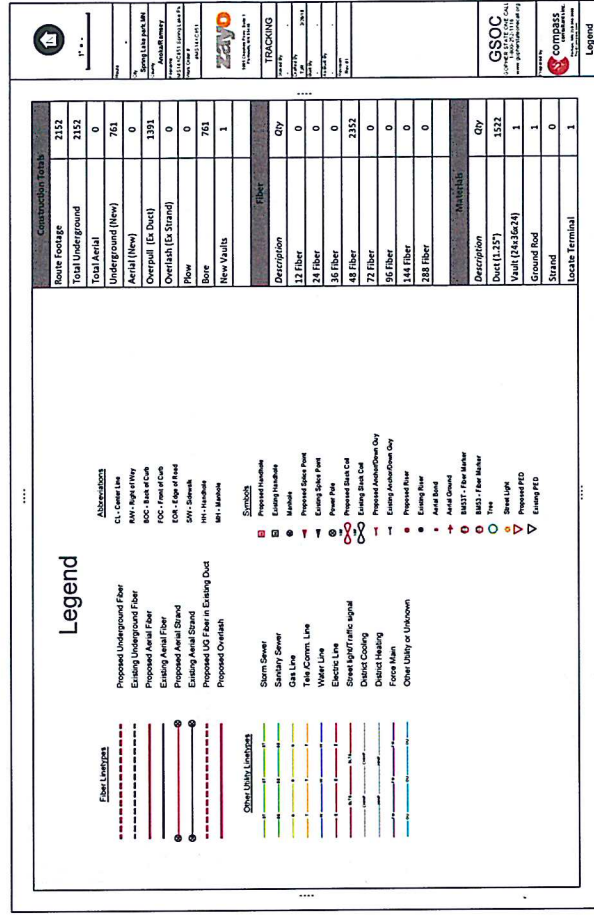 Legend
Fiber Linetypes
Proposed Underground Fiber
Existing Underground Fiber
Proposed Aerial Fiber
Existing Aerial Fiber
Proposed Aerial Strand
Existing Aerial Strand
Proposed UG Fiber in Existing Duct
Proposed Overlash
Abbreviations
CL - Center Line
R/W - Right of Way
BOC - Back of Curb
FOC - Front of Curb
EOR - Edge of Road
S/W - Sidewalk
HH - Handhole
MH - Manhole
Other Utility Linetypes
Storm Sewer
Sanitary Sewer
Gas Line
Tele./Comm. Line
Water Line
Electric Line
Street light/Traffic signal
District Cooling
District Heating
Force Main
Other Utility or Unknown
Symbols
Proposed Handhole
Existing Handhole
Manhole
Proposed Splice Point
Existing Splice Point
Power Pole
Proposed Slack Coil
Existing Slack Coil
Proposed Anchor/Down Guy
Existing Anchor/Down Guy
Proposed Riser
Existing Riser
Aerial Bond
Aerial Ground
BM53T - Fiber Marker
BM53 - Fiber Marker
Tree
Street Light
Proposed PED
Existing PED
Construction Totals
Route Footage 2152
Total Underground 2152
Total Aerial 0
Underground (New) 761
Aerial (New) 0
Overpull (Ex Duct) 1391
Overlash (Ex Strand) 0
Plow 0
Bore 761
New Vaults 1
Fiber
Description Qty
12 Fiber 0
24 Fiber 0
36 Fiber 0
48 Fiber 2352
72 Fiber 0
96 Fiber 0
144 Fiber 0
288 Fiber 0
Materials
Description Qty
Duct (1.25") 1522
Vault (24x36x24) 1
Ground Rod 1
Strand 0
Locate Terminal 1
N
Spring Lake park MN
Anoka/Ramsey
zayo
TRACKING
GSOC
GOPHER STATE ONE CALL
compass
Legend